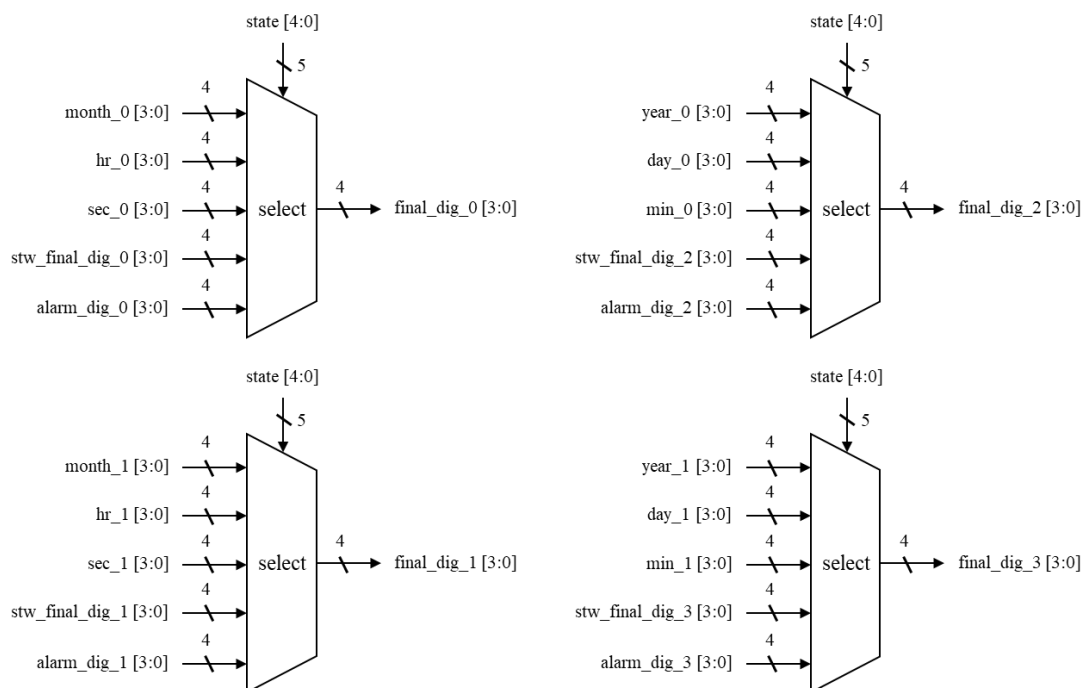 state [4:0]
5
4
month_0 [3:0]
4
hr_0 [3:0]
4
sec_0 [3:0]
select
4
final_dig_0 [3:0]
4
stw_final_dig_0 [3:0]
4
alarm_dig_0 [3:0]
state [4:0]
5
4
year_0 [3:0]
4
day_0 [3:0]
4
min_0 [3:0]
select
4
final_dig_2 [3:0]
4
stw_final_dig_2 [3:0]
4
alarm_dig_2 [3:0]
state [4:0]
5
4
month_1 [3:0]
4
hr_1 [3:0]
4
sec_1 [3:0]
select
4
final_dig_1 [3:0]
4
stw_final_dig_1 [3:0]
4
alarm_dig_1 [3:0]
state [4:0]
5
4
year_1 [3:0]
4
day_1 [3:0]
4
min_1 [3:0]
select
4
final_dig_3 [3:0]
4
stw_final_dig_3 [3:0]
4
alarm_dig_3 [3:0]